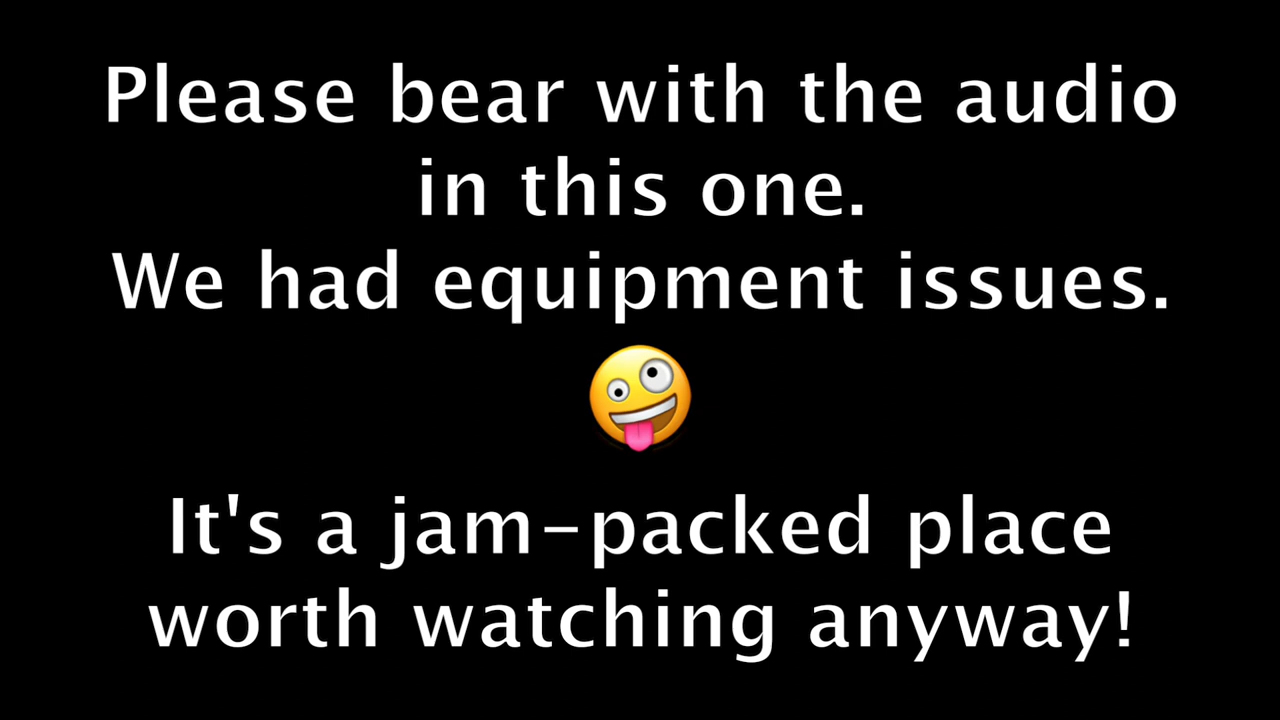 Please bear with the audio
in this one.
We had equipment issues.
🤪
It's a jam-packed place
worth watching anyway!